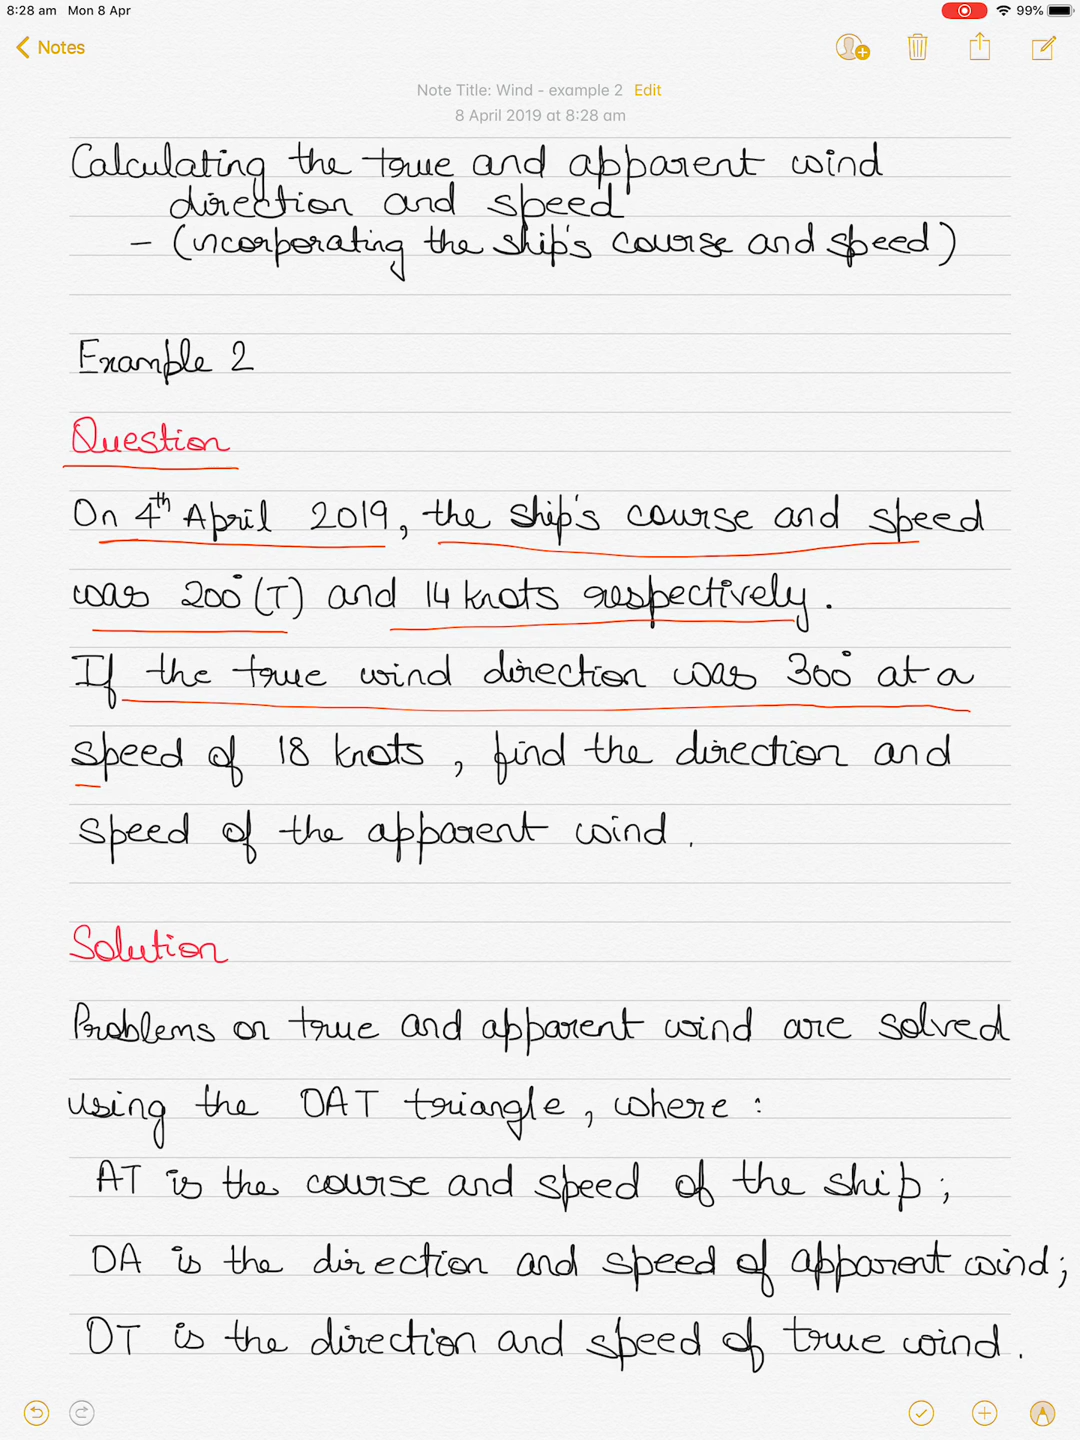 8:28 am Mon 8 Apr 99%
Notes
Note Title: Wind - example 2 Edit
8 April 2019 at 8:28 am
Calculating the true and apparent wind
direction and speed
- (incorporating the ship's course and speed)
Example 2
Question
On 4th April 2019, the ship's course and speed
was 200° (T) and 14 knots respectively.
If the true wind direction was 300° at a
speed of 18 knots, find the direction and
speed of the apparent wind.
Solution
Problems on true and apparent wind are solved
using the OAT triangle, where:
AT is the course and speed of the ship;
OA is the direction and speed of apparent wind;
OT is the direction and speed of true wind.